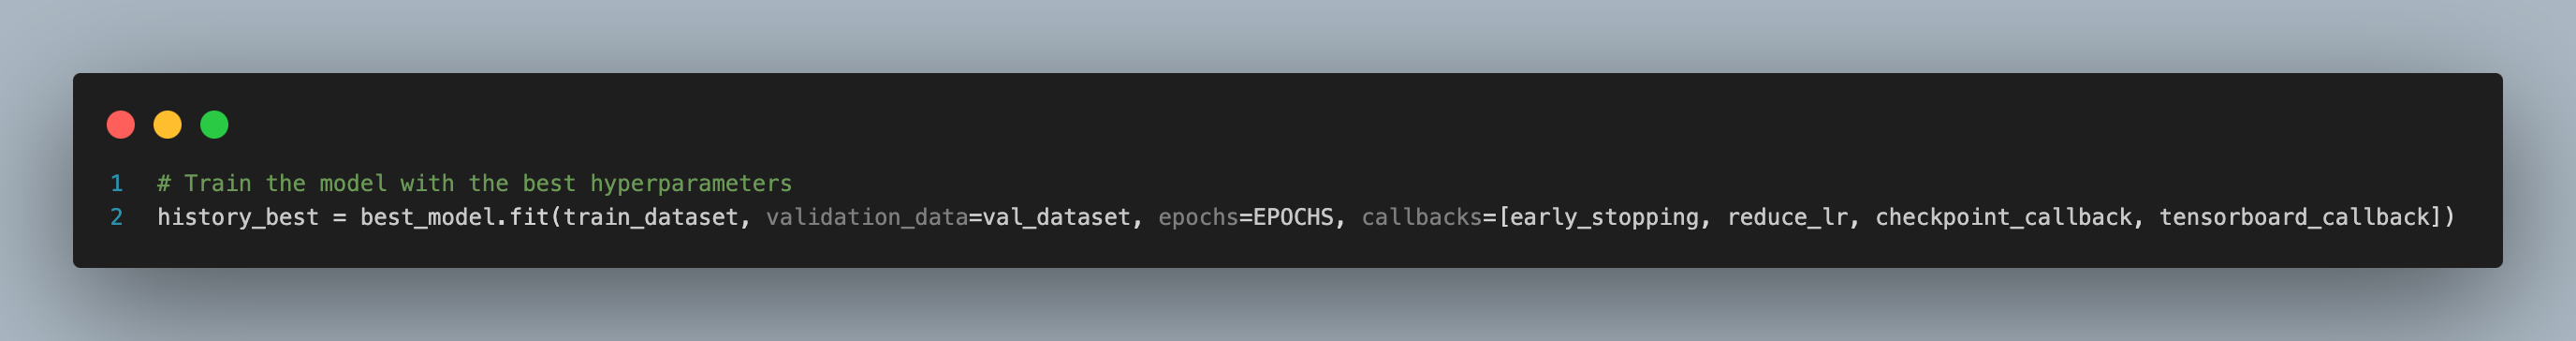 1 # Train the model with the best hyperparameters
2 history_best = best_model.fit(train_dataset, validation_data=val_dataset, epochs=EPOCHS, callbacks=[early_stopping, reduce_lr, checkpoint_callback, tensorboard_callback])